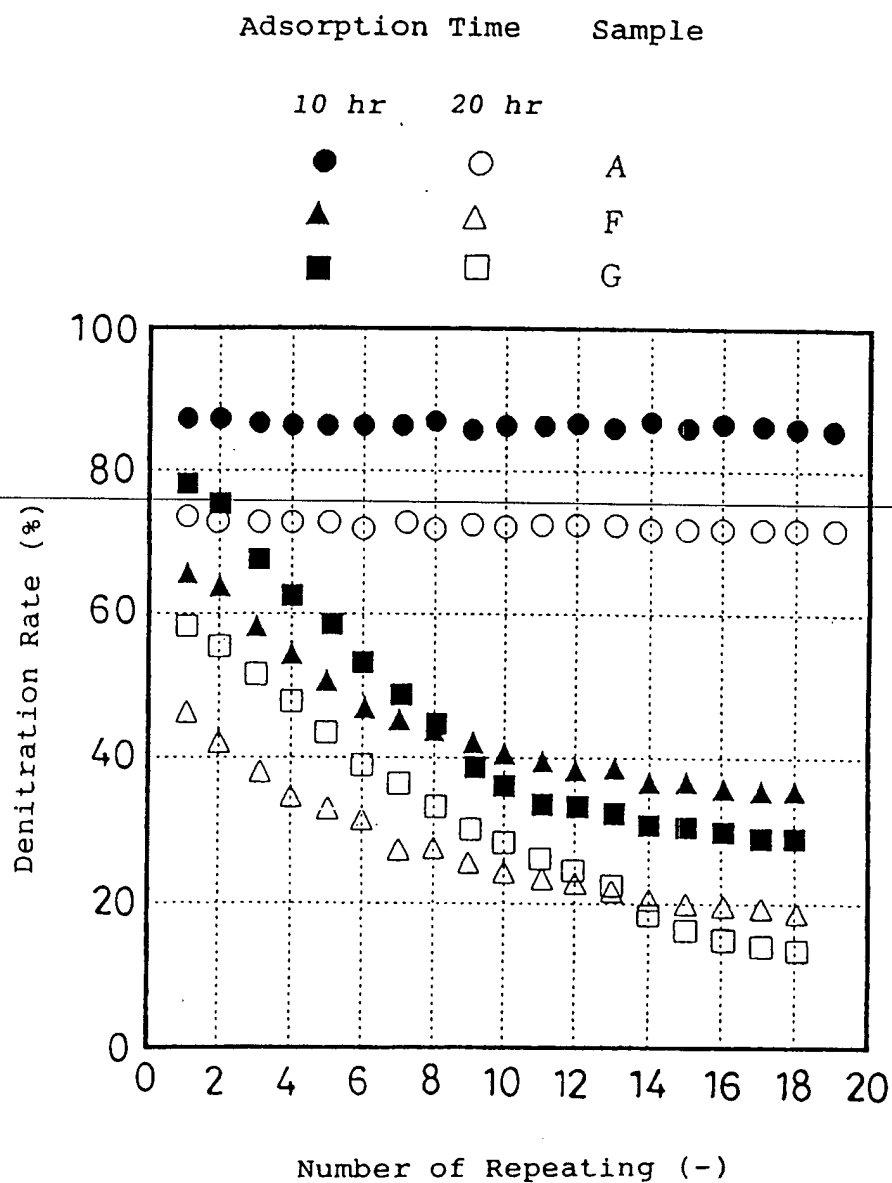 Adsorption Time Sample
10 hr 20 hr
A
F
G
100
80
60
40
20
0
Denitration Rate (%)
0 2 4 6 8 10 12 14 16 18 20
Number of Repeating (-)